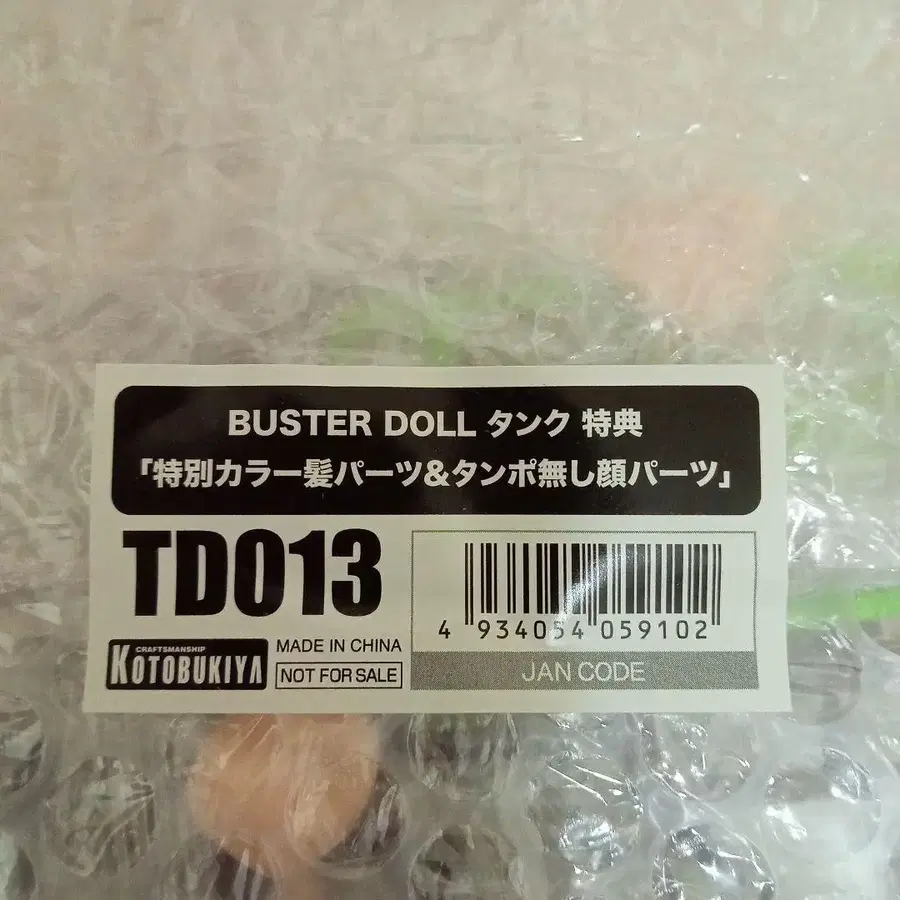 BUSTER DOLL タンク 特典
「特別カラー髪パーツ&タンポ無し顔パーツ」
TD013
4 934054 059102
JAN CODE
CRAFTSMANSHIP
KOTOBUKIYA
MADE IN CHINA
NOT FOR SALE